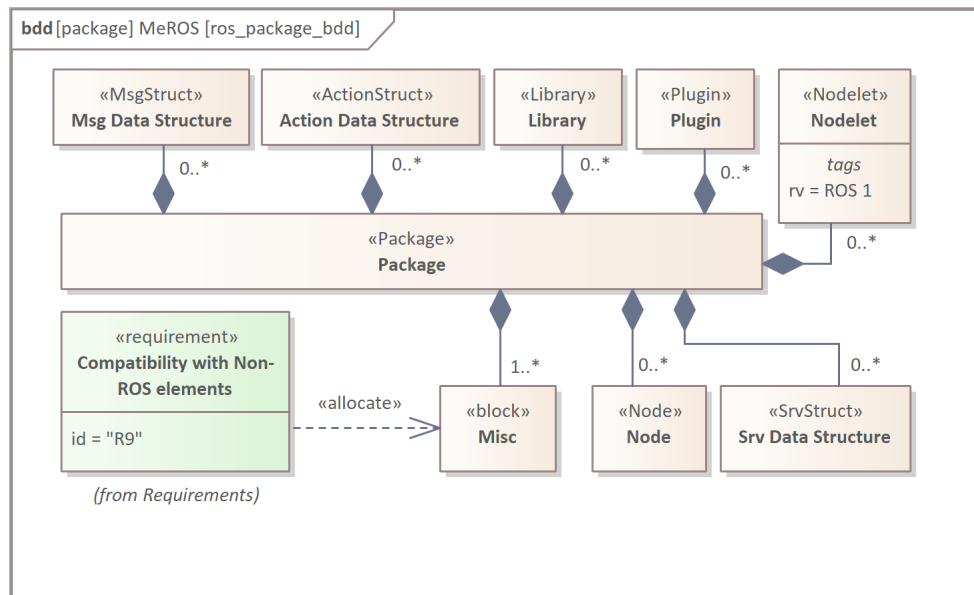 bdd [package] MeROS [ros_package_bdd]
«MsgStruct»
Msg Data Structure
«ActionStruct»
Action Data Structure
«Library»
Library
«Plugin»
Plugin
«Nodelet»
Nodelet
tags
rv = ROS 1
0..*
0..*
0..*
0..*
0..*
«Package»
Package
«requirement»
Compatibility with Non-
ROS elements
id = "R9"
(from Requirements)
«allocate»
1..*
0..*
0..*
«block»
Misc
«Node»
Node
«SrvStruct»
Srv Data Structure